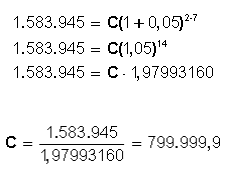 1.583.945 = C(1 + 0,05)²·⁷
1.583.945 = C(1,05)¹⁴
1.583.945 = C · 1,97993160
C = 1.583.945 / 1,97993160 = 799.999,9